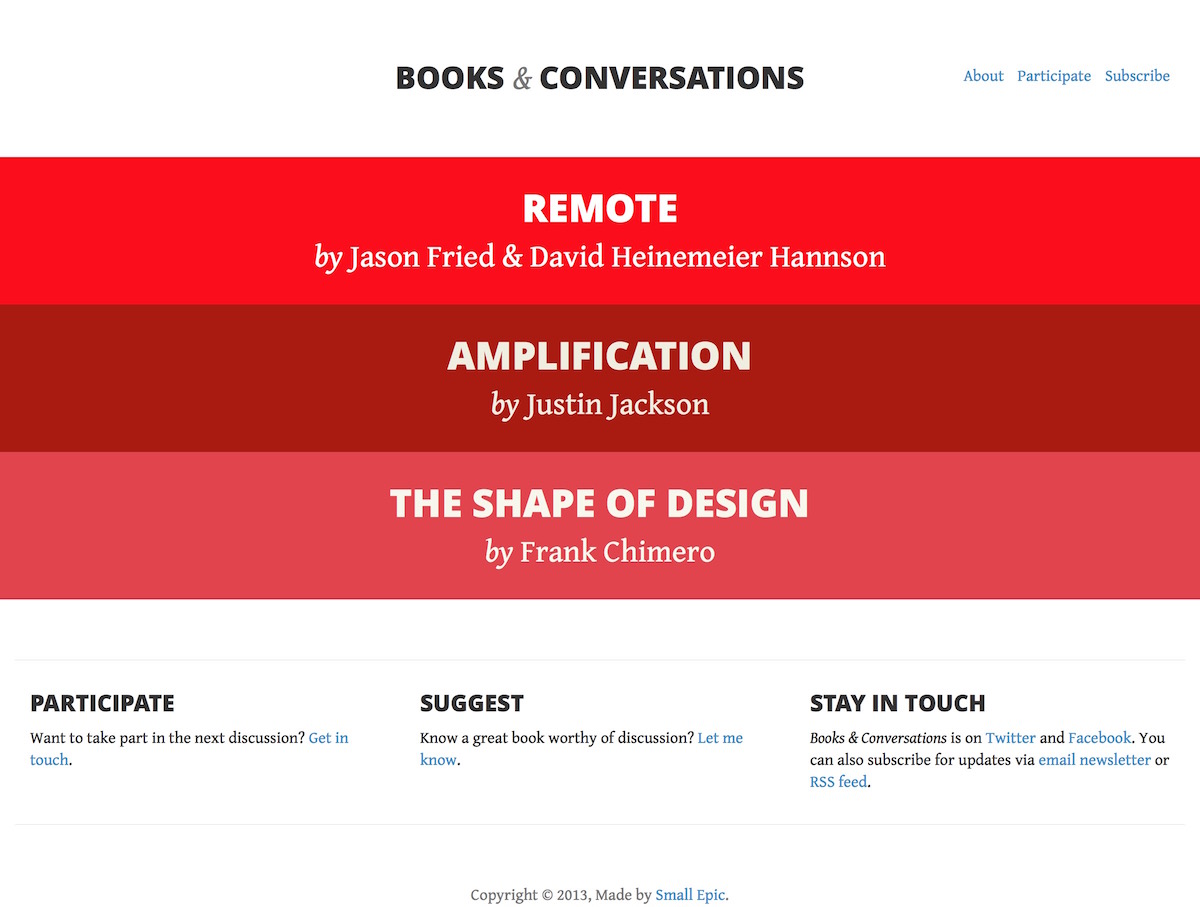 BOOKS & CONVERSATIONS
About Participate Subscribe
REMOTE
by Jason Fried & David Heinemeier Hannson
AMPLIFICATION
by Justin Jackson
THE SHAPE OF DESIGN
by Frank Chimero
PARTICIPATE
Want to take part in the next discussion? Get in
touch.
SUGGEST
Know a great book worthy of discussion? Let me
know.
STAY IN TOUCH
Books & Conversations is on Twitter and Facebook. You
can also subscribe for updates via email newsletter or
RSS feed.
Copyright © 2013, Made by Small Epic.